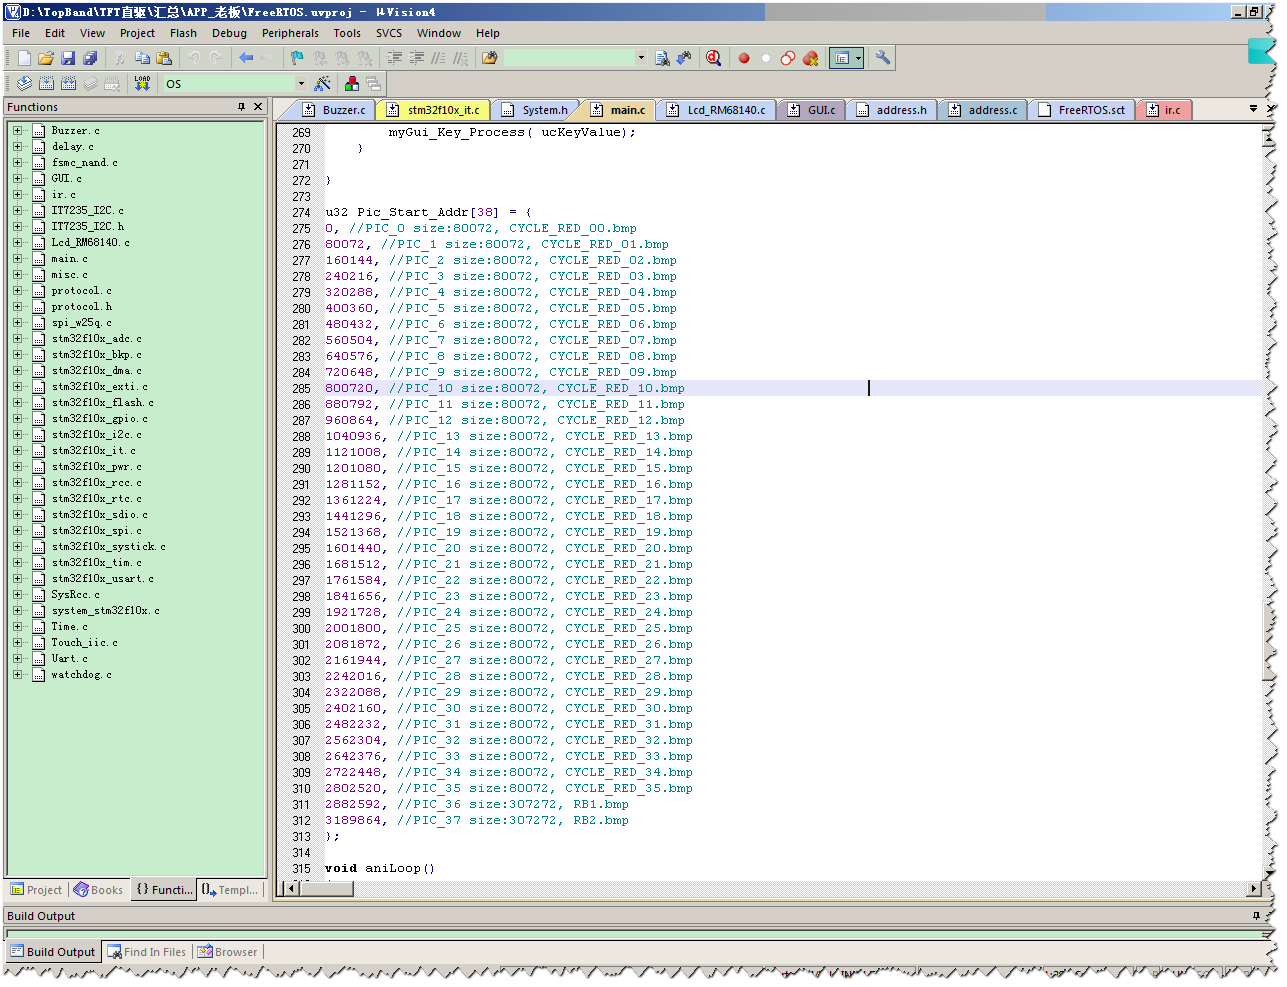 D:\TopBand\TFT直驱\汇总\APP_老板\FreeRTOS.uvproj - µVision4
File Edit View Project Flash Debug Peripherals Tools SVCS Window Help
LOAD OS
Functions
Buzzer.c stm32f10x_it.c System.h main.c Lcd_RM68140.c GUI.c address.h address.c FreeRTOS.sct ir.c
Buzzer.c
delay.c
fsmc_nand.c
GUI.c
ir.c
IT7235_I2C.c
IT7235_I2C.h
Lcd_RM68140.c
main.c
misc.c
protocol.c
protocol.h
spi_w25q.c
stm32f10x_adc.c
stm32f10x_bkp.c
stm32f10x_dma.c
stm32f10x_exti.c
stm32f10x_flash.c
stm32f10x_gpio.c
stm32f10x_i2c.c
stm32f10x_it.c
stm32f10x_pwr.c
stm32f10x_rcc.c
stm32f10x_rtc.c
stm32f10x_sdio.c
stm32f10x_spi.c
stm32f10x_systick.c
stm32f10x_tim.c
stm32f10x_usart.c
SysRcc.c
system_stm32f10x.c
Time.c
Touch_iic.c
Uart.c
watchdog.c
269 myGui_Key_Process( ucKeyValue);
270 }
271
272 }
273
274 u32 Pic_Start_Addr[38] = {
275 0, //PIC_0 size:80072, CYCLE_RED_00.bmp
276 80072, //PIC_1 size:80072, CYCLE_RED_01.bmp
277 160144, //PIC_2 size:80072, CYCLE_RED_02.bmp
278 240216, //PIC_3 size:80072, CYCLE_RED_03.bmp
279 320288, //PIC_4 size:80072, CYCLE_RED_04.bmp
280 400360, //PIC_5 size:80072, CYCLE_RED_05.bmp
281 480432, //PIC_6 size:80072, CYCLE_RED_06.bmp
282 560504, //PIC_7 size:80072, CYCLE_RED_07.bmp
283 640576, //PIC_8 size:80072, CYCLE_RED_08.bmp
284 720648, //PIC_9 size:80072, CYCLE_RED_09.bmp
285 800720, //PIC_10 size:80072, CYCLE_RED_10.bmp
286 880792, //PIC_11 size:80072, CYCLE_RED_11.bmp
287 960864, //PIC_12 size:80072, CYCLE_RED_12.bmp
288 1040936, //PIC_13 size:80072, CYCLE_RED_13.bmp
289 1121008, //PIC_14 size:80072, CYCLE_RED_14.bmp
290 1201080, //PIC_15 size:80072, CYCLE_RED_15.bmp
291 1281152, //PIC_16 size:80072, CYCLE_RED_16.bmp
292 1361224, //PIC_17 size:80072, CYCLE_RED_17.bmp
293 1441296, //PIC_18 size:80072, CYCLE_RED_18.bmp
294 1521368, //PIC_19 size:80072, CYCLE_RED_19.bmp
295 1601440, //PIC_20 size:80072, CYCLE_RED_20.bmp
296 1681512, //PIC_21 size:80072, CYCLE_RED_21.bmp
297 1761584, //PIC_22 size:80072, CYCLE_RED_22.bmp
298 1841656, //PIC_23 size:80072, CYCLE_RED_23.bmp
299 1921728, //PIC_24 size:80072, CYCLE_RED_24.bmp
300 2001800, //PIC_25 size:80072, CYCLE_RED_25.bmp
301 2081872, //PIC_26 size:80072, CYCLE_RED_26.bmp
302 2161944, //PIC_27 size:80072, CYCLE_RED_27.bmp
303 2242016, //PIC_28 size:80072, CYCLE_RED_28.bmp
304 2322088, //PIC_29 size:80072, CYCLE_RED_29.bmp
305 2402160, //PIC_30 size:80072, CYCLE_RED_30.bmp
306 2482232, //PIC_31 size:80072, CYCLE_RED_31.bmp
307 2562304, //PIC_32 size:80072, CYCLE_RED_32.bmp
308 2642376, //PIC_33 size:80072, CYCLE_RED_33.bmp
309 2722448, //PIC_34 size:80072, CYCLE_RED_34.bmp
310 2802520, //PIC_35 size:80072, CYCLE_RED_35.bmp
311 2882592, //PIC_36 size:307272, RB1.bmp
312 3189864, //PIC_37 size:307272, RB2.bmp
313 };
314
315 void aniLoop()
Project Books {} Functi... Templ...
Build Output
Build Output Find In Files Browser